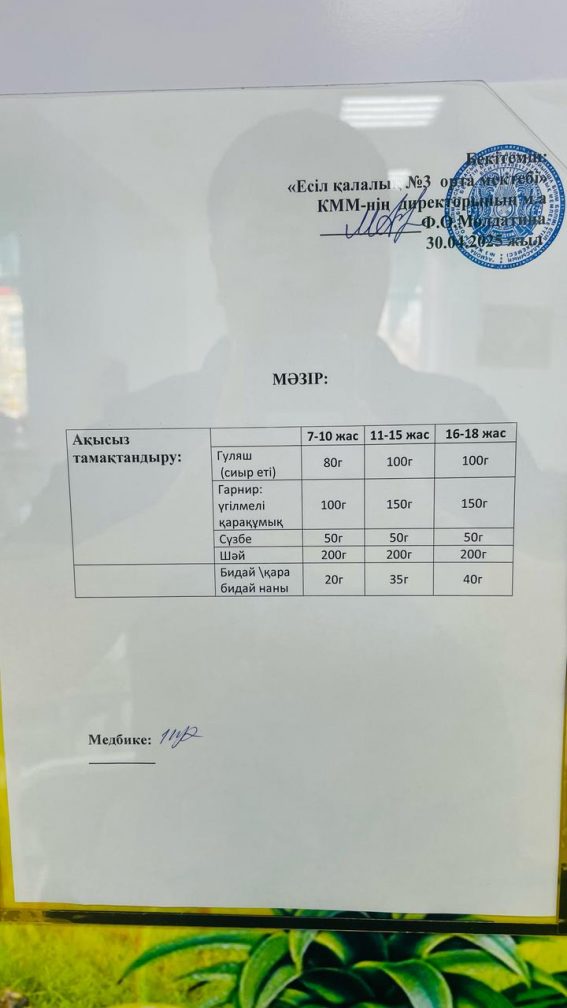 Бекітемін:
«Есіл қалалық №3 орта мектебі»
КММ-нің директорының м.а
Ф.О.Молдатина
30.04.2025 жыл
МӘЗІР:
Ақысыз тамақтандыру:
7-10 жас 11-15 жас 16-18 жас
Гуляш (сиыр еті) 80г 100г 100г
Гарнир: үгілмелі қарақұмық 100г 150г 150г
Сүзбе 50г 50г 50г
Шәй 200г 200г 200г
Бидай \қара бидай наны 20г 35г 40г
Медбике: